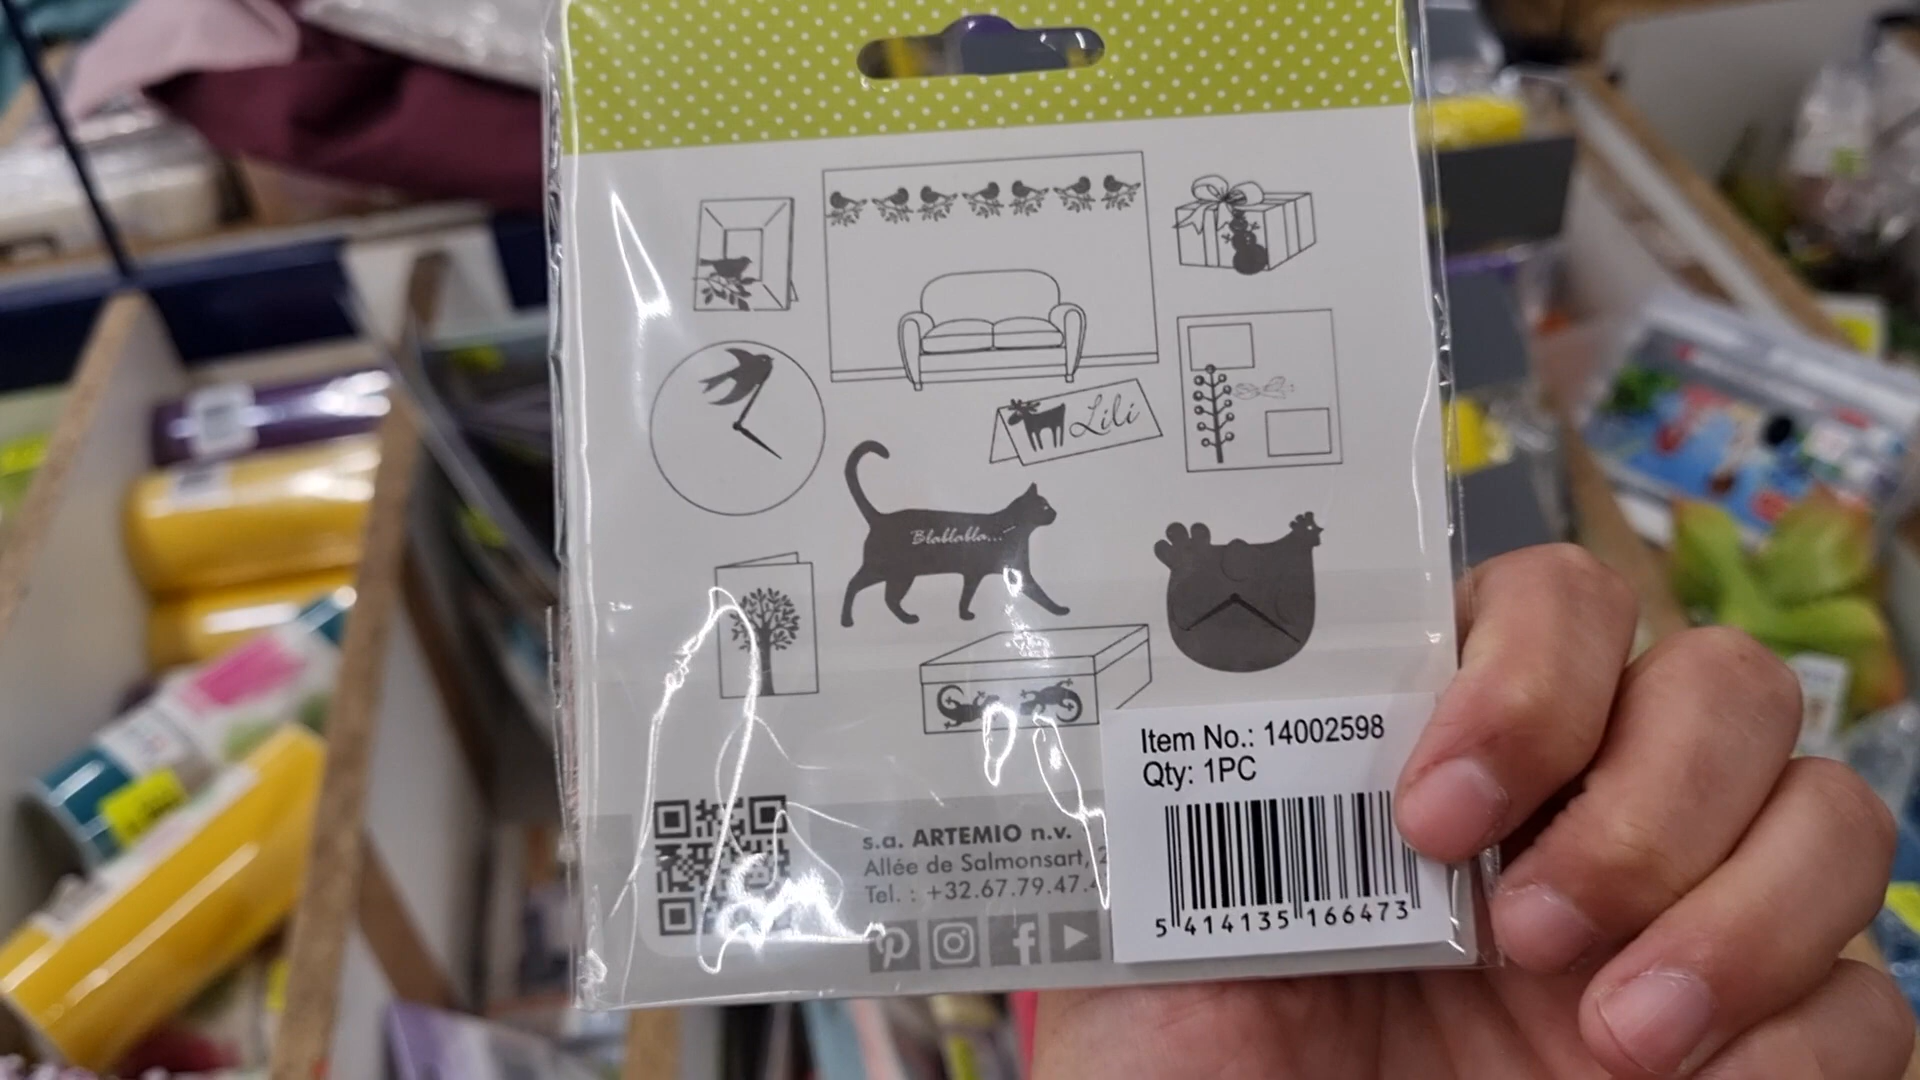 Lili
Blablabla...
Item No.: 14002598
Qty: 1PC
s.a. ARTEMIO n.v.
Allée de Salmonsart,
Tel. : +32.67.79.47.
5 414135 166473